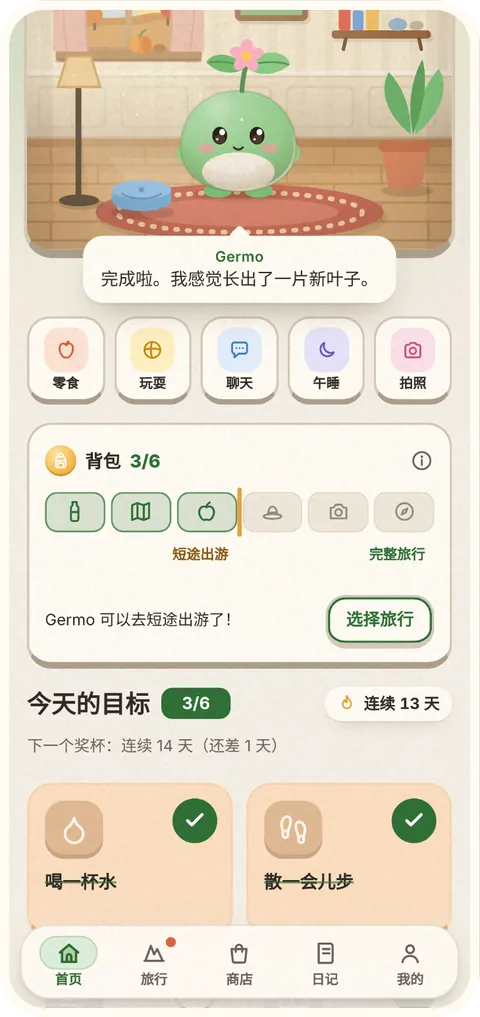 Germo
完成啦。我感觉长出了一片新叶子。
零食
玩耍
聊天
午睡
拍照
背包 3/6
短途出游
完整旅行
Germo 可以去短途出游了！
选择旅行
今天的目标 3/6
连续 13 天
下一个奖杯：连续 14 天（还差 1 天）
喝一杯水
散一会儿步
首页
旅行
商店
日记
我的